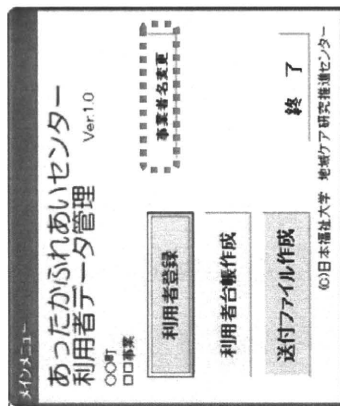 メインメニュー
あったかふれあいセンター
利用者データ管理 Ver.1.0
〇〇町
口口事業
事業者名変更
利用者登録
利用者台帳作成
送付ファイル作成
終 了
(C)日本福祉大学 地域ケア研究推進センター